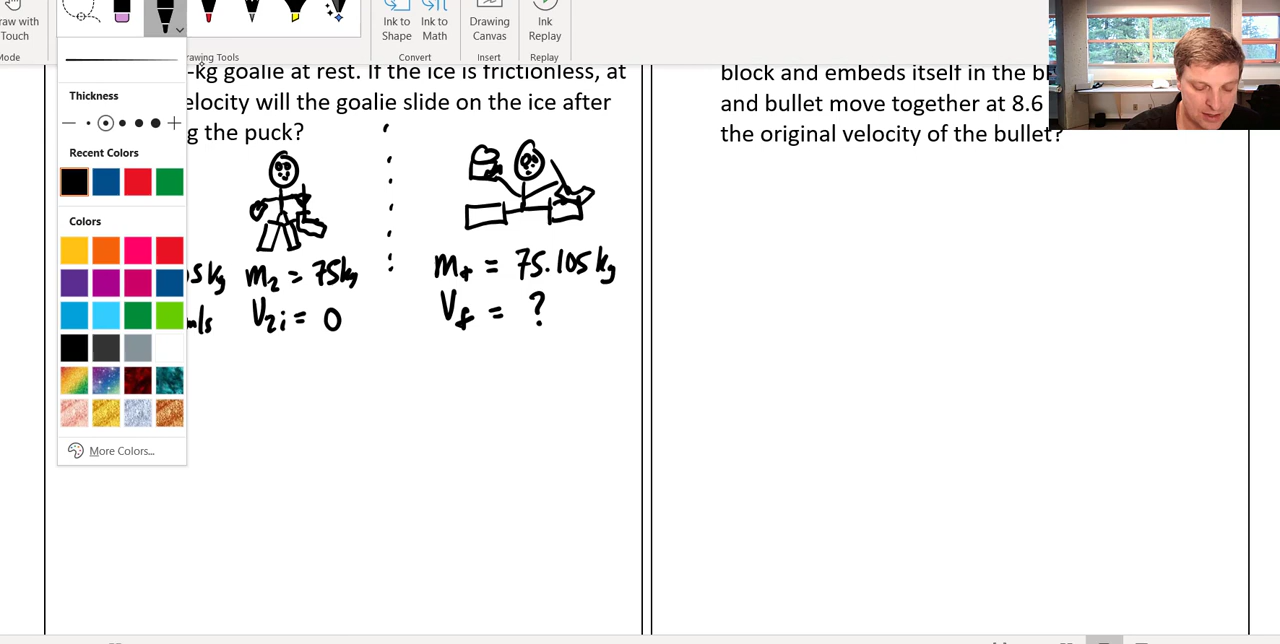 raw with
Touch
Ink to
Shape
Ink to
Math
Drawing
Canvas
Ink
Replay
Mode
rawing Tools
Convert
Insert
Replay
Thickness
Recent Colors
Colors
More Colors...
-kg goalie at rest. If the ice is frictionless, at
elocity will the goalie slide on the ice after
g the puck?
5 kg m₂ = 75kg
m/s V₂i = 0
m+ = 75.105 kg
Vf = ?
block and embeds itself in the bl
and bullet move together at 8.6
the original velocity of the bullet?